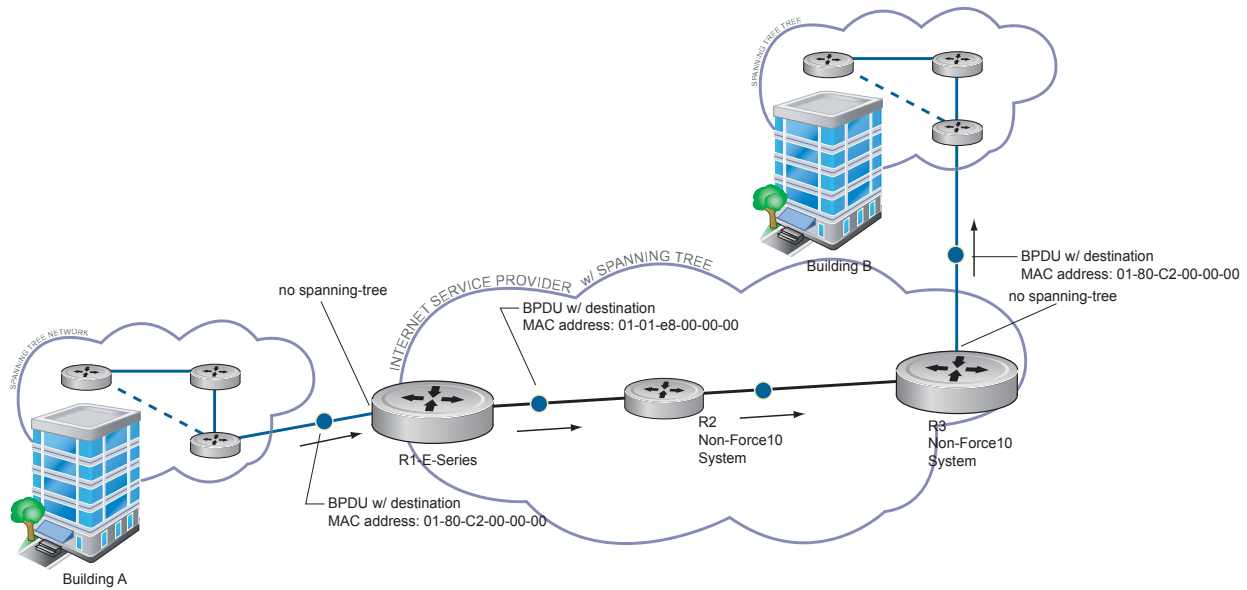 SPANNING TREE TREE
Building B
BPDU w/ destination
MAC address: 01-80-C2-00-00-00
no spanning-tree
INTERNET SERVICE PROVIDER w/ SPANNING TREE
no spanning-tree
BPDU w/ destination
MAC address: 01-01-e8-00-00-00
SPANNING TREE NETWORK
R1-E-Series
R2
Non-Force10
System
R3
Non-Force10
System
BPDU w/ destination
MAC address: 01-80-C2-00-00-00
Building A